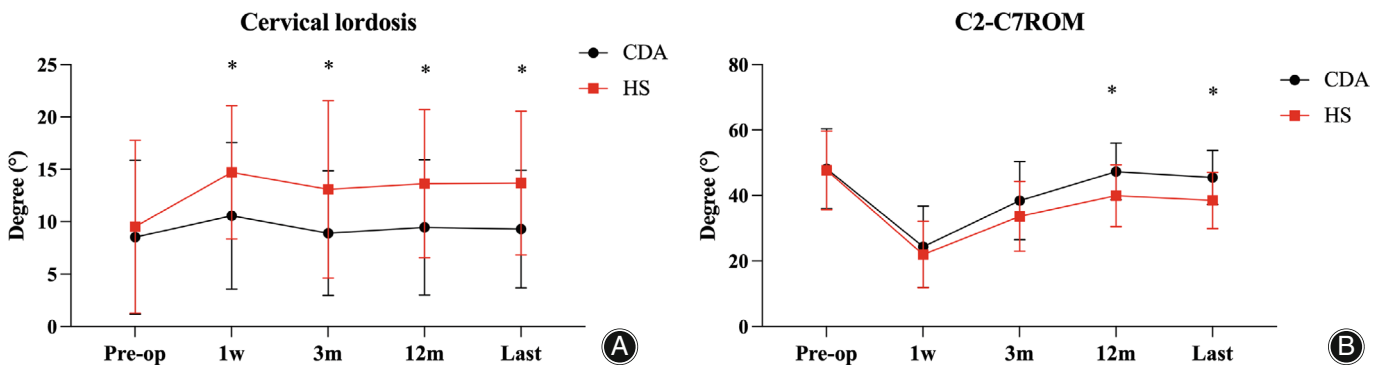 Cervical lordosis
CDA
HS
* * * *
25
20
15
10
5
0
Degree (°)
Pre-op 1w 3m 12m Last
A
C2-C7ROM
CDA
HS
* *
80
60
40
20
0
Degree (°)
Pre-op 1w 3m 12m Last
B